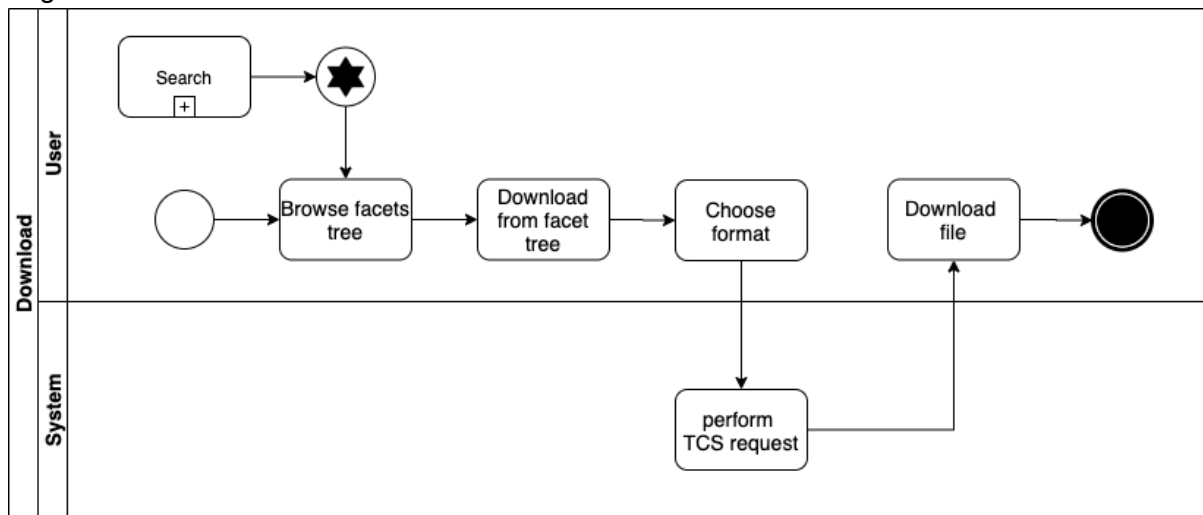 Download
User
Search
+
Browse facets
tree
Download
from facet
tree
Choose
format
Download
file
System
perform
TCS request